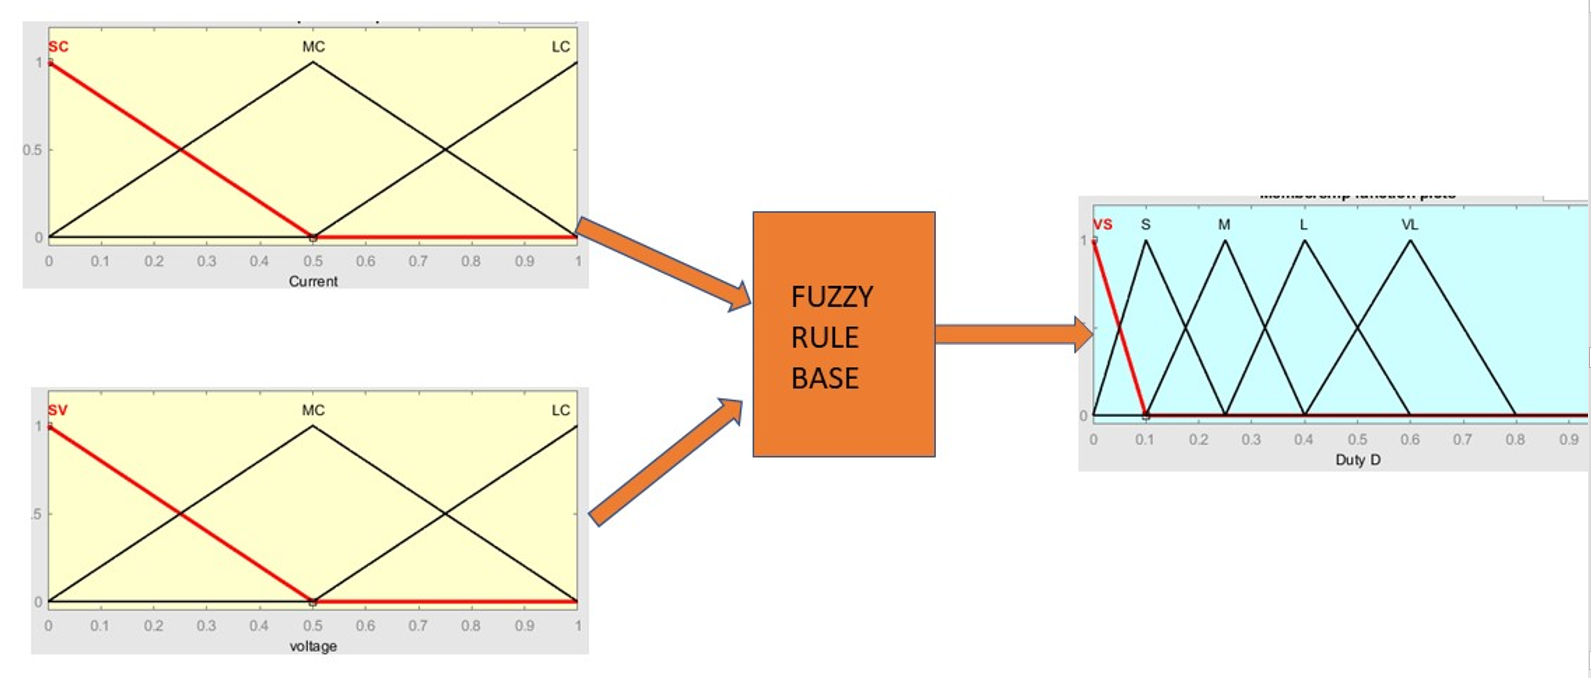 SC MC LC
1
0.5
0
0 0.1 0.2 0.3 0.4 0.5 0.6 0.7 0.8 0.9 1
Current
SV MC LC
1
.5
0
0 0.1 0.2 0.3 0.4 0.5 0.6 0.7 0.8 0.9 1
voltage
FUZZY
RULE
BASE
Membership function plots
VS S M L VL
1
0
0 0.1 0.2 0.3 0.4 0.5 0.6 0.7 0.8 0.9
Duty D